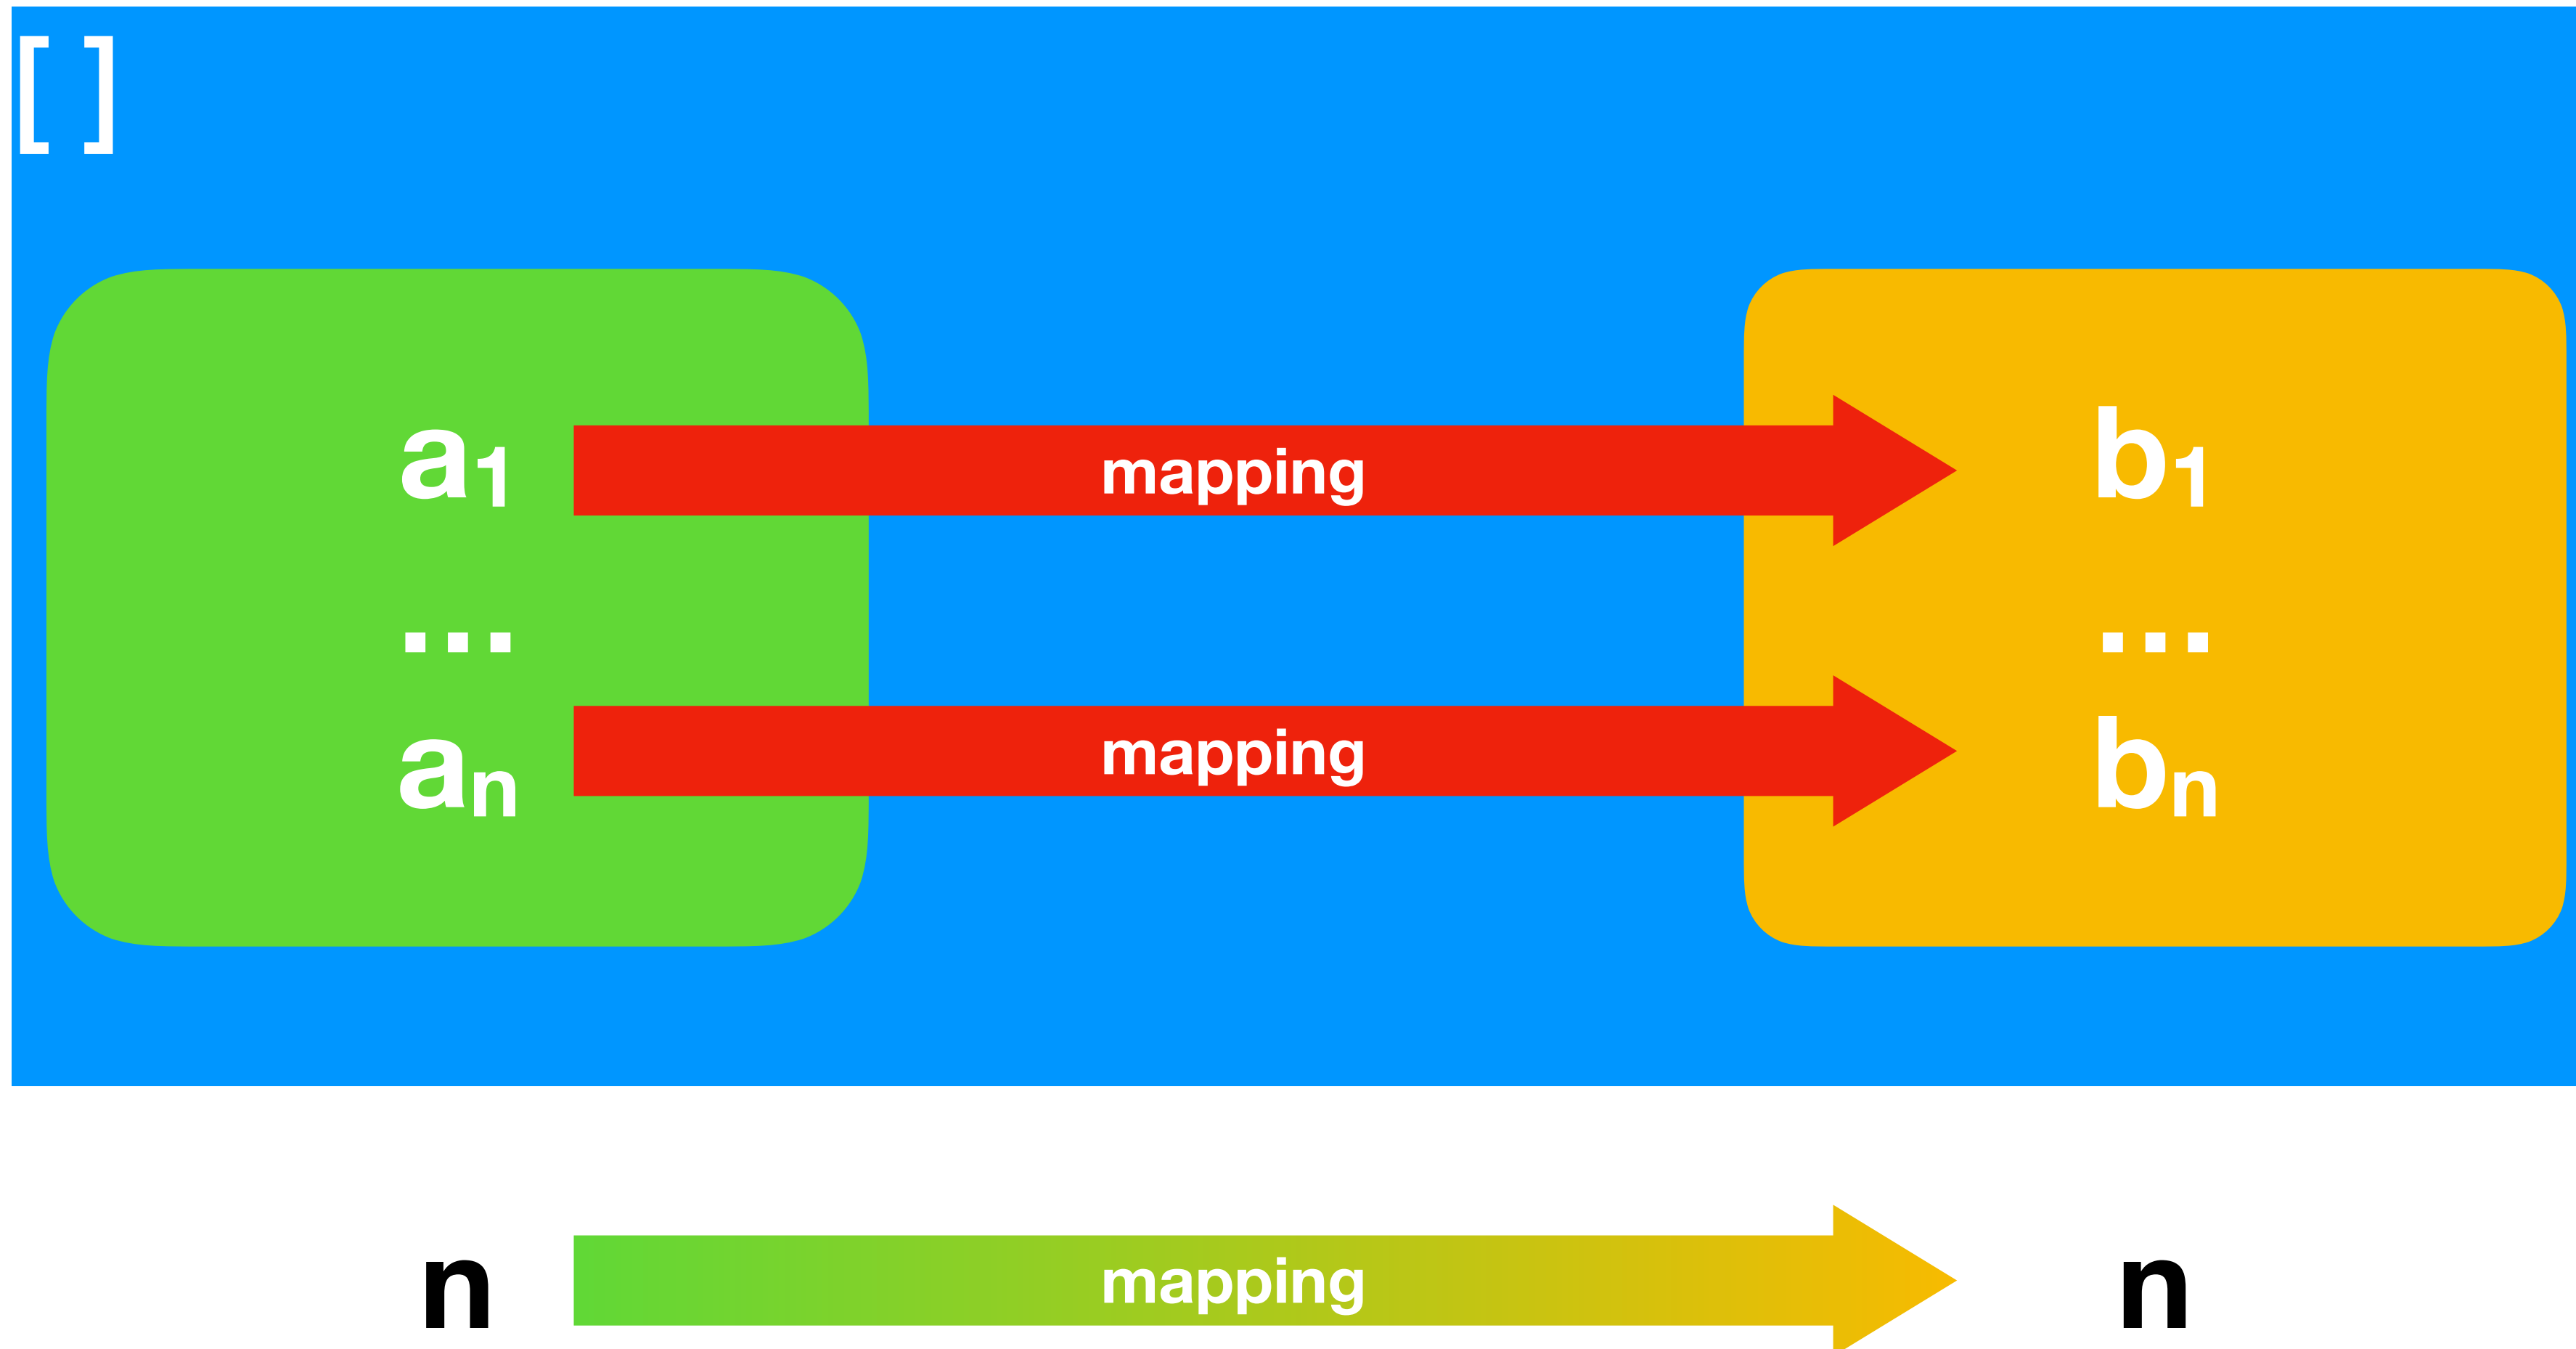 [ ]
a₁ mapping b₁
... ...
aₙ mapping bₙ
n mapping n